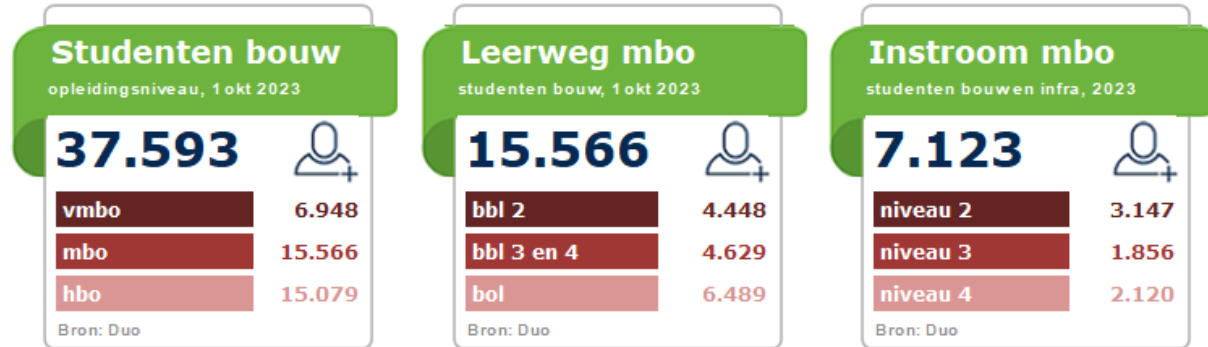 Studenten bouw
opleidingsniveau, 1 okt 2023
37.593
vmbo 6.948
mbo 15.566
hbo 15.079
Bron: Duo
Leerweg mbo
studenten bouw, 1 okt 2023
15.566
bbl 2 4.448
bbl 3 en 4 4.629
bol 6.489
Bron: Duo
Instroom mbo
studenten bouw en infra, 2023
7.123
niveau 2 3.147
niveau 3 1.856
niveau 4 2.120
Bron: Duo